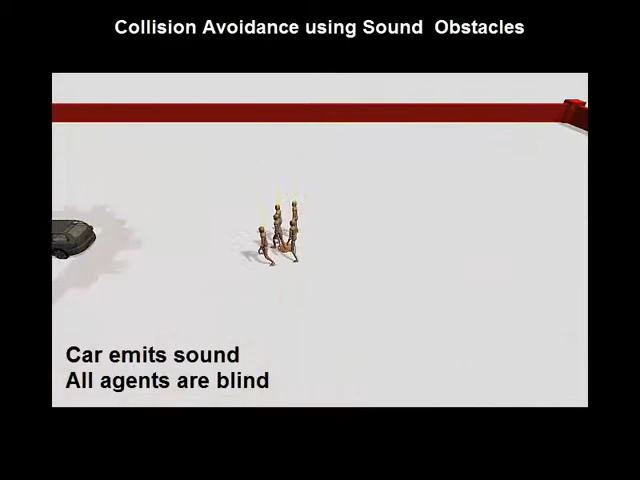 Collision Avoidance using Sound Obstacles
Car emits sound
All agents are blind